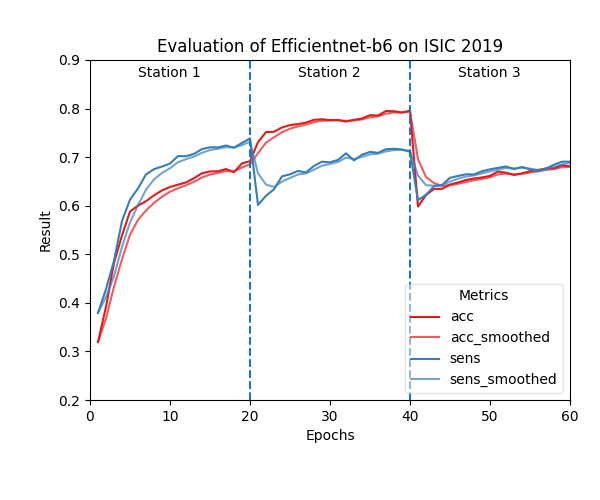 Evaluation of Efficientnet-b6 on ISIC 2019
Station 1 Station 2 Station 3
0.9
0.8
0.7
0.6
0.5
0.4
0.3
0.2
Result
0 10 20 30 40 50 60
Epochs
Metrics
acc
acc_smoothed
sens
sens_smoothed